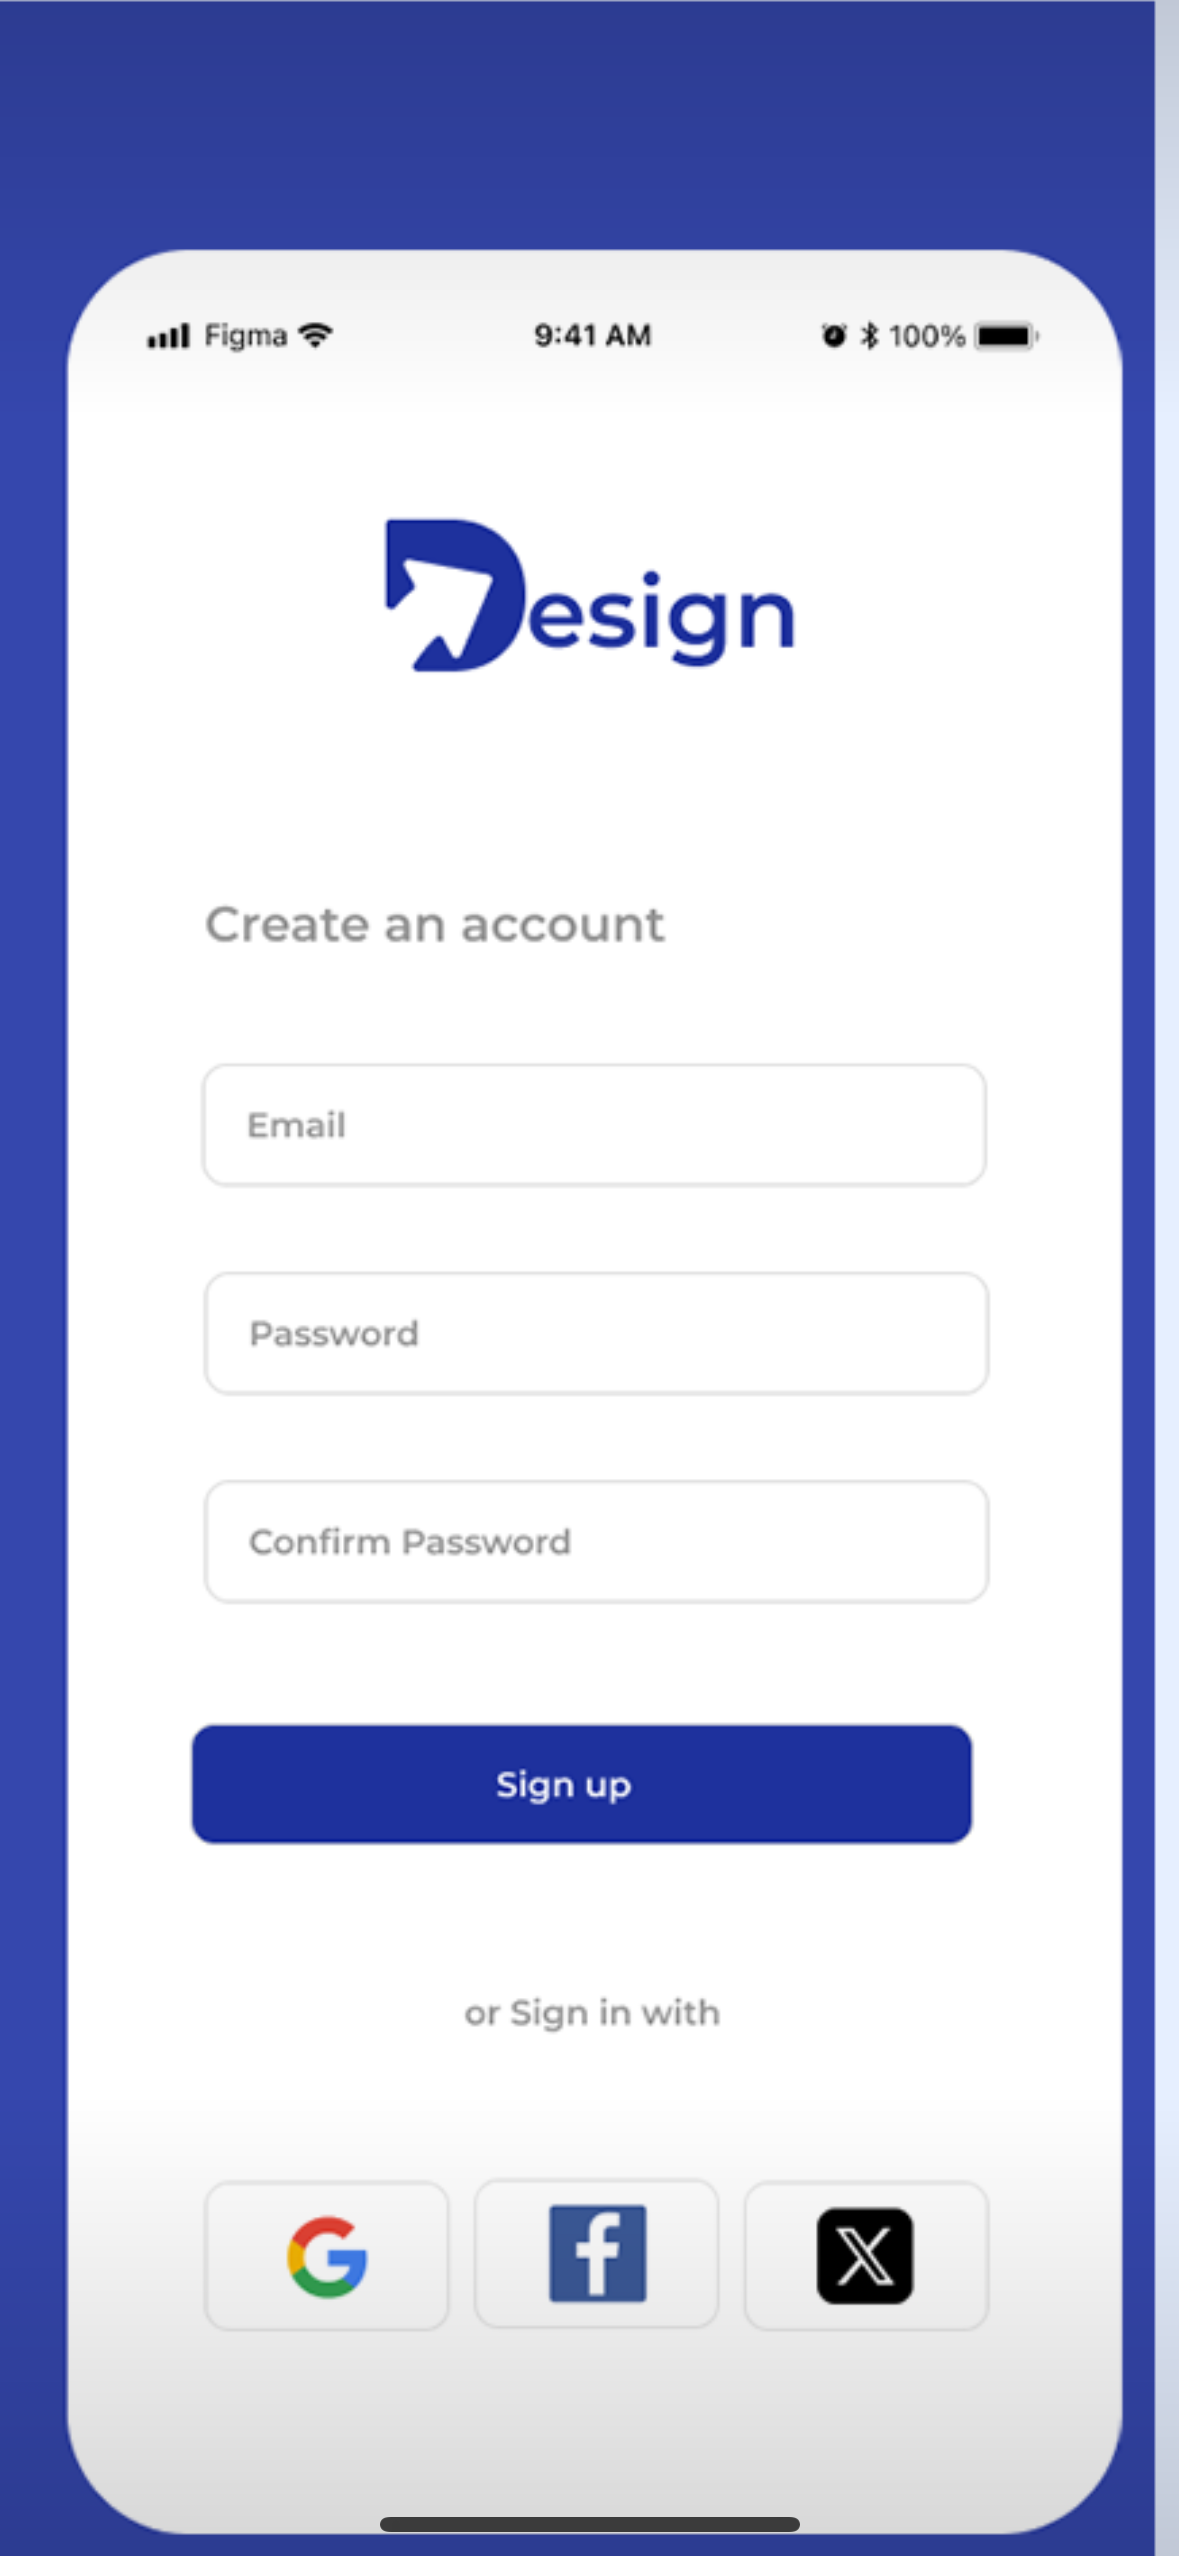 Figma 9:41 AM 100%
Design
Create an account
Email
Password
Confirm Password
Sign up
or Sign in with
G f X